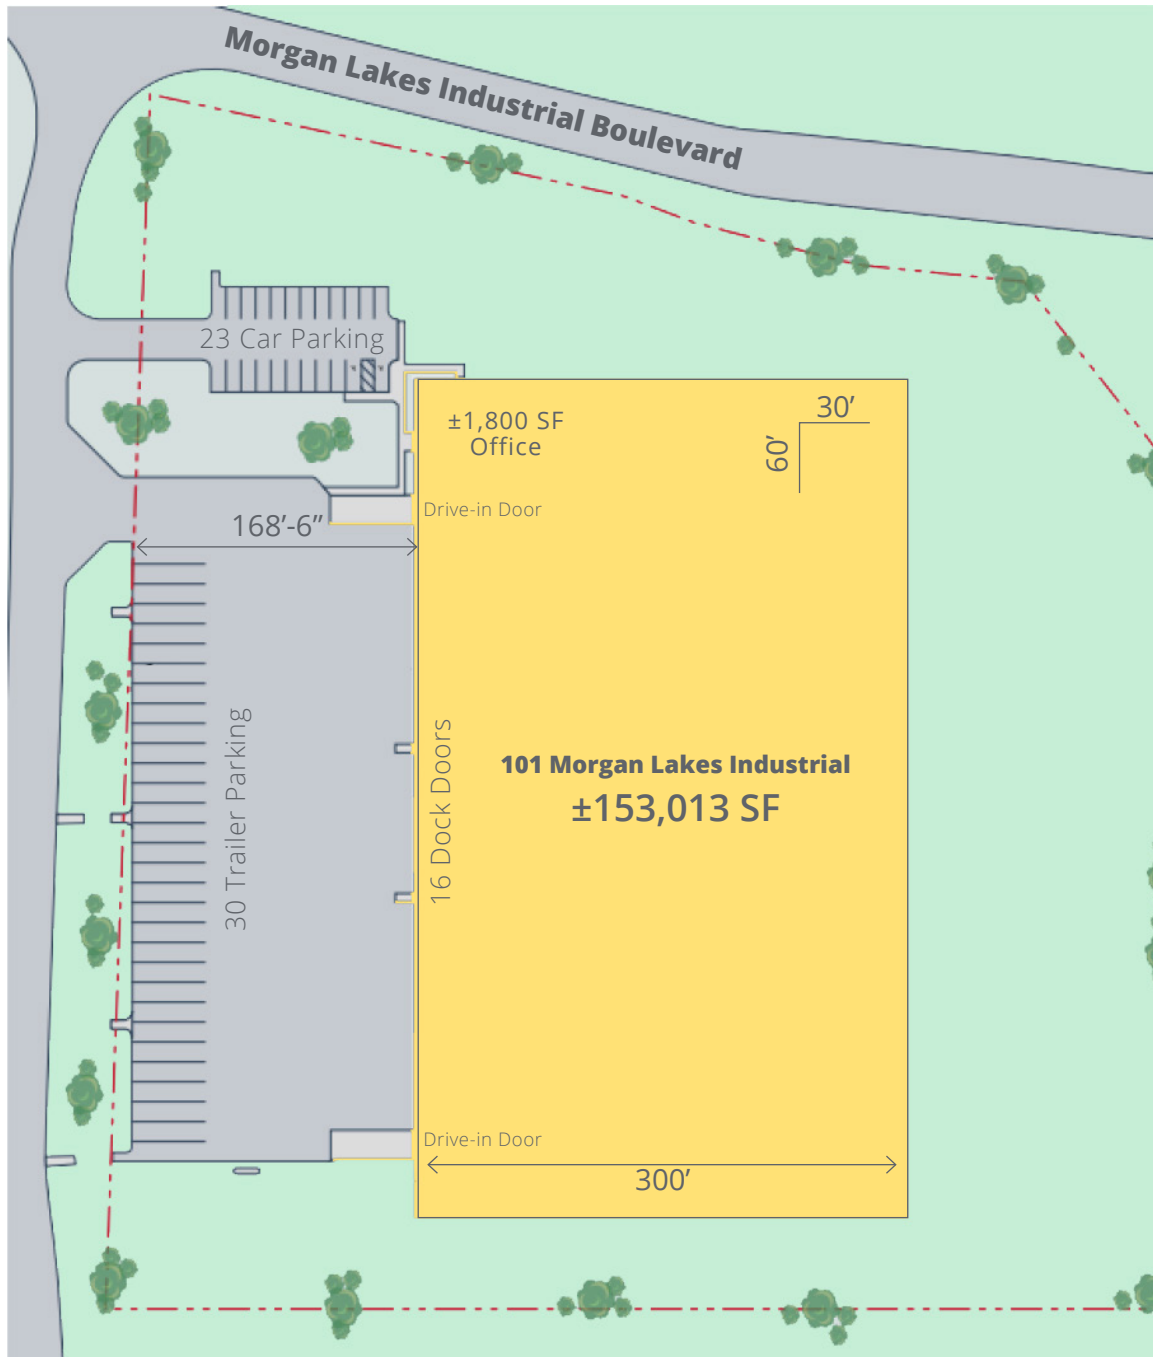 Morgan Lakes Industrial Boulevard
23 Car Parking
±1,800 SF
Office
30’
60’
Drive-in Door
168’-6”
30 Trailer Parking
16 Dock Doors
101 Morgan Lakes Industrial
±153,013 SF
Drive-in Door
300’